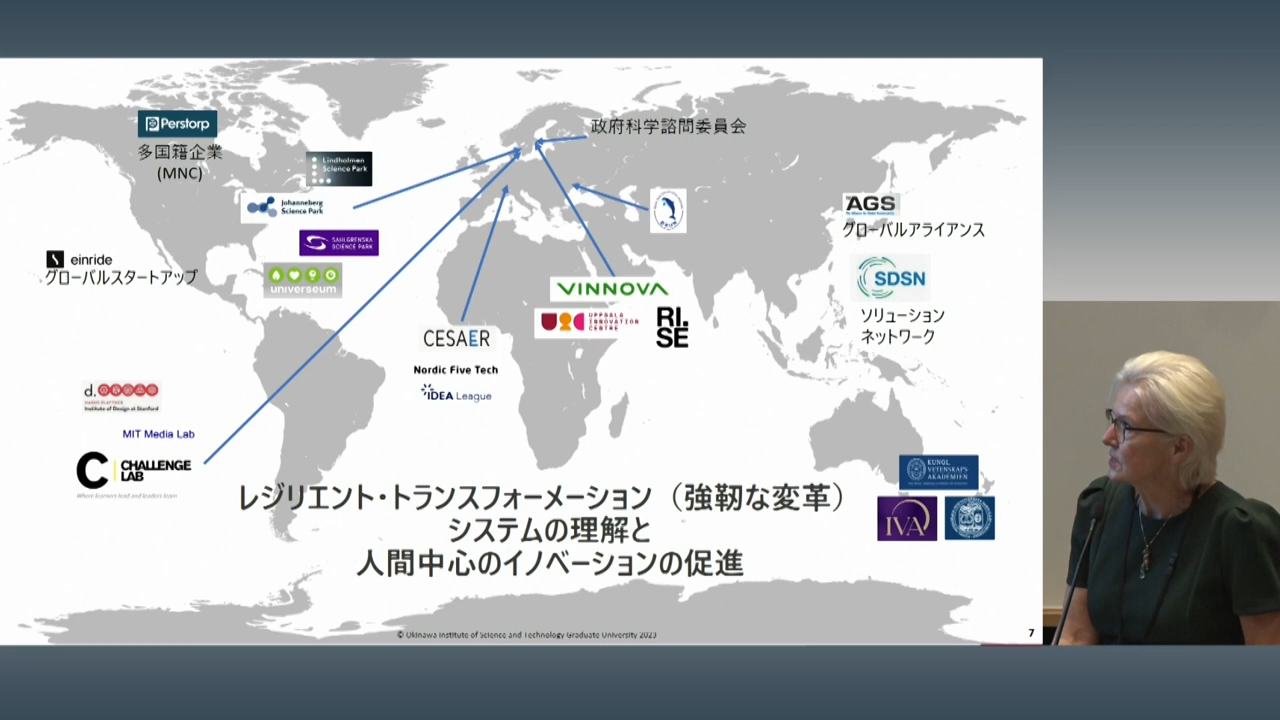 Perstorp
多国籍企業
(MNC)
Lindholmen
Science Park
Johanneberg
Science Park
SAHLGRENSKA
SCIENCE PARK
universeum
einride
グローバルスタートアップ
政府科学諮問委員会
AGS
グローバルアライアンス
SDSN
ソリューション
ネットワーク
VINNOVA
UPPSALA
INNOVATION
CENTRE
RI.
SE
CESAER
Nordic Five Tech
IDEA League
d.
Institute of Design at Stanford
MIT Media Lab
C CHALLENGE
LAB
Where learners lead and leaders learn
KUNGL.
VETENSKAPS
AKADEMIEN
IVA
レジリエント・トランスフォーメーション（強靭な変革）
システムの理解と
人間中心のイノベーションの促進
© Okinawa Institute of Science and Technology Graduate University 2023
7